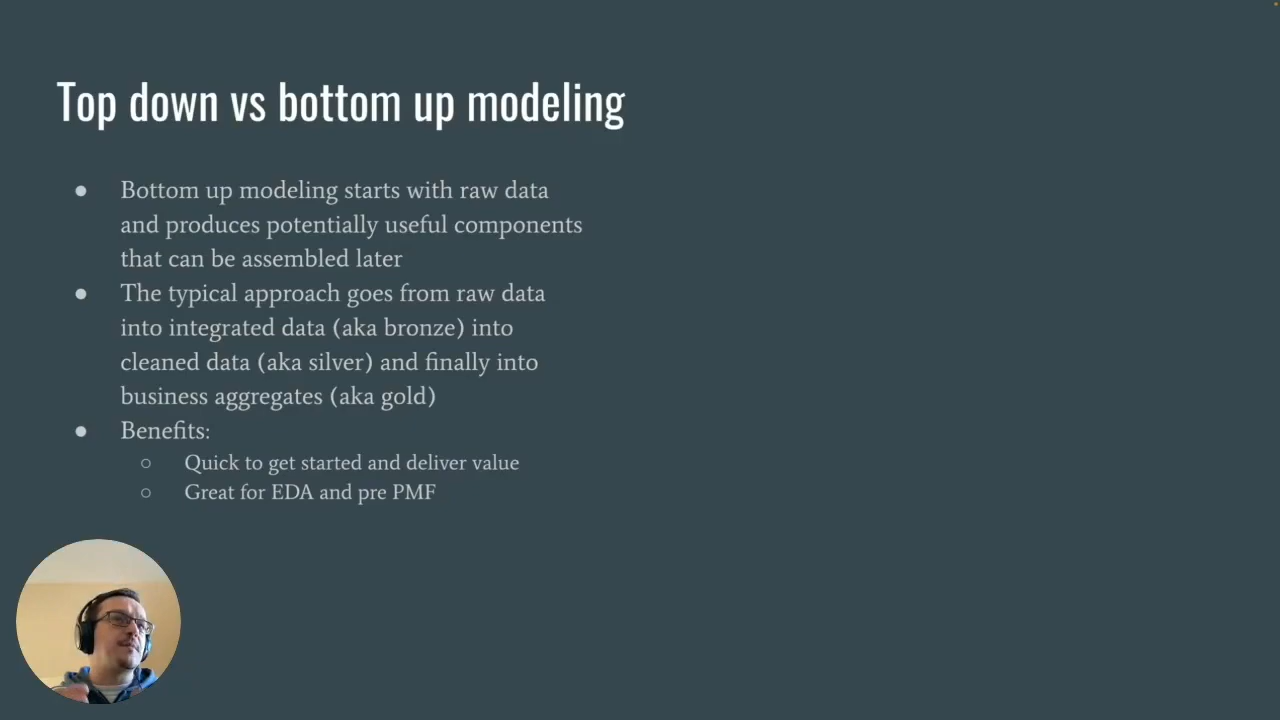 Top down vs bottom up modeling
● Bottom up modeling starts with raw data
and produces potentially useful components
that can be assembled later
● The typical approach goes from raw data
into integrated data (aka bronze) into
cleaned data (aka silver) and finally into
business aggregates (aka gold)
● Benefits:
○ Quick to get started and deliver value
○ Great for EDA and pre PMF